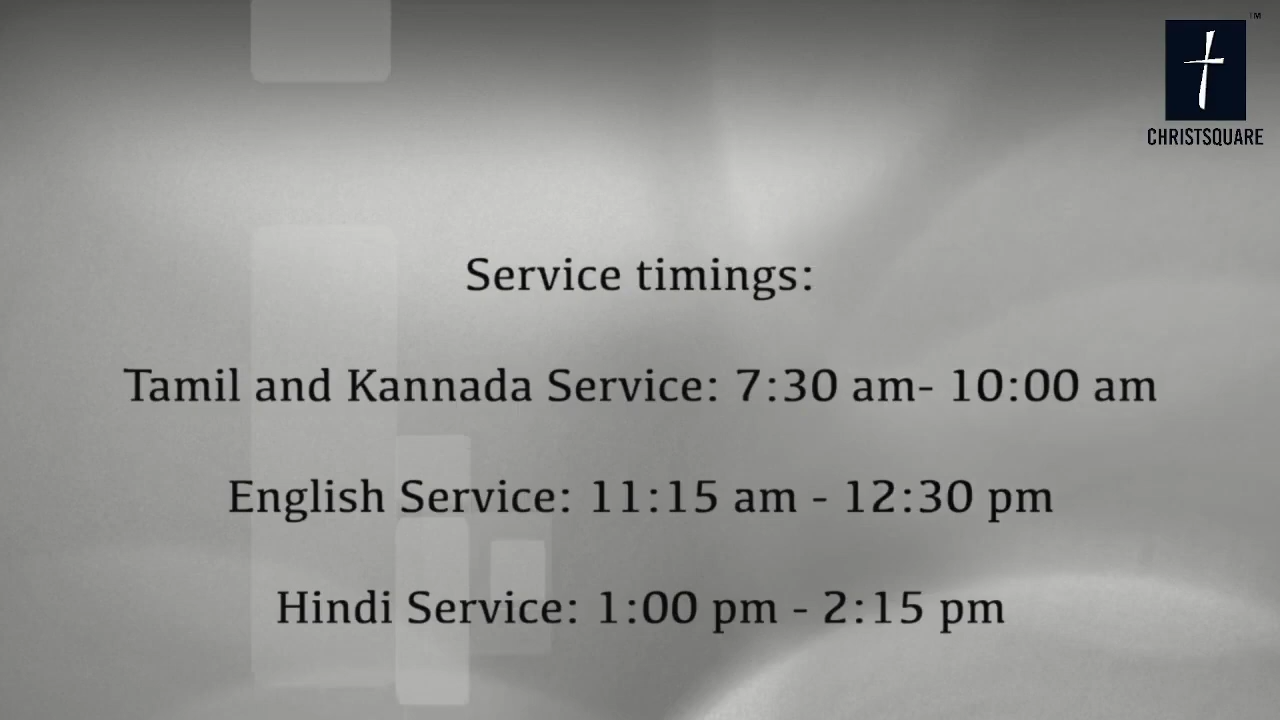 TM
CHRISTSQUARE
Service timings:
Tamil and Kannada Service: 7:30 am- 10:00 am
English Service: 11:15 am - 12:30 pm
Hindi Service: 1:00 pm - 2:15 pm